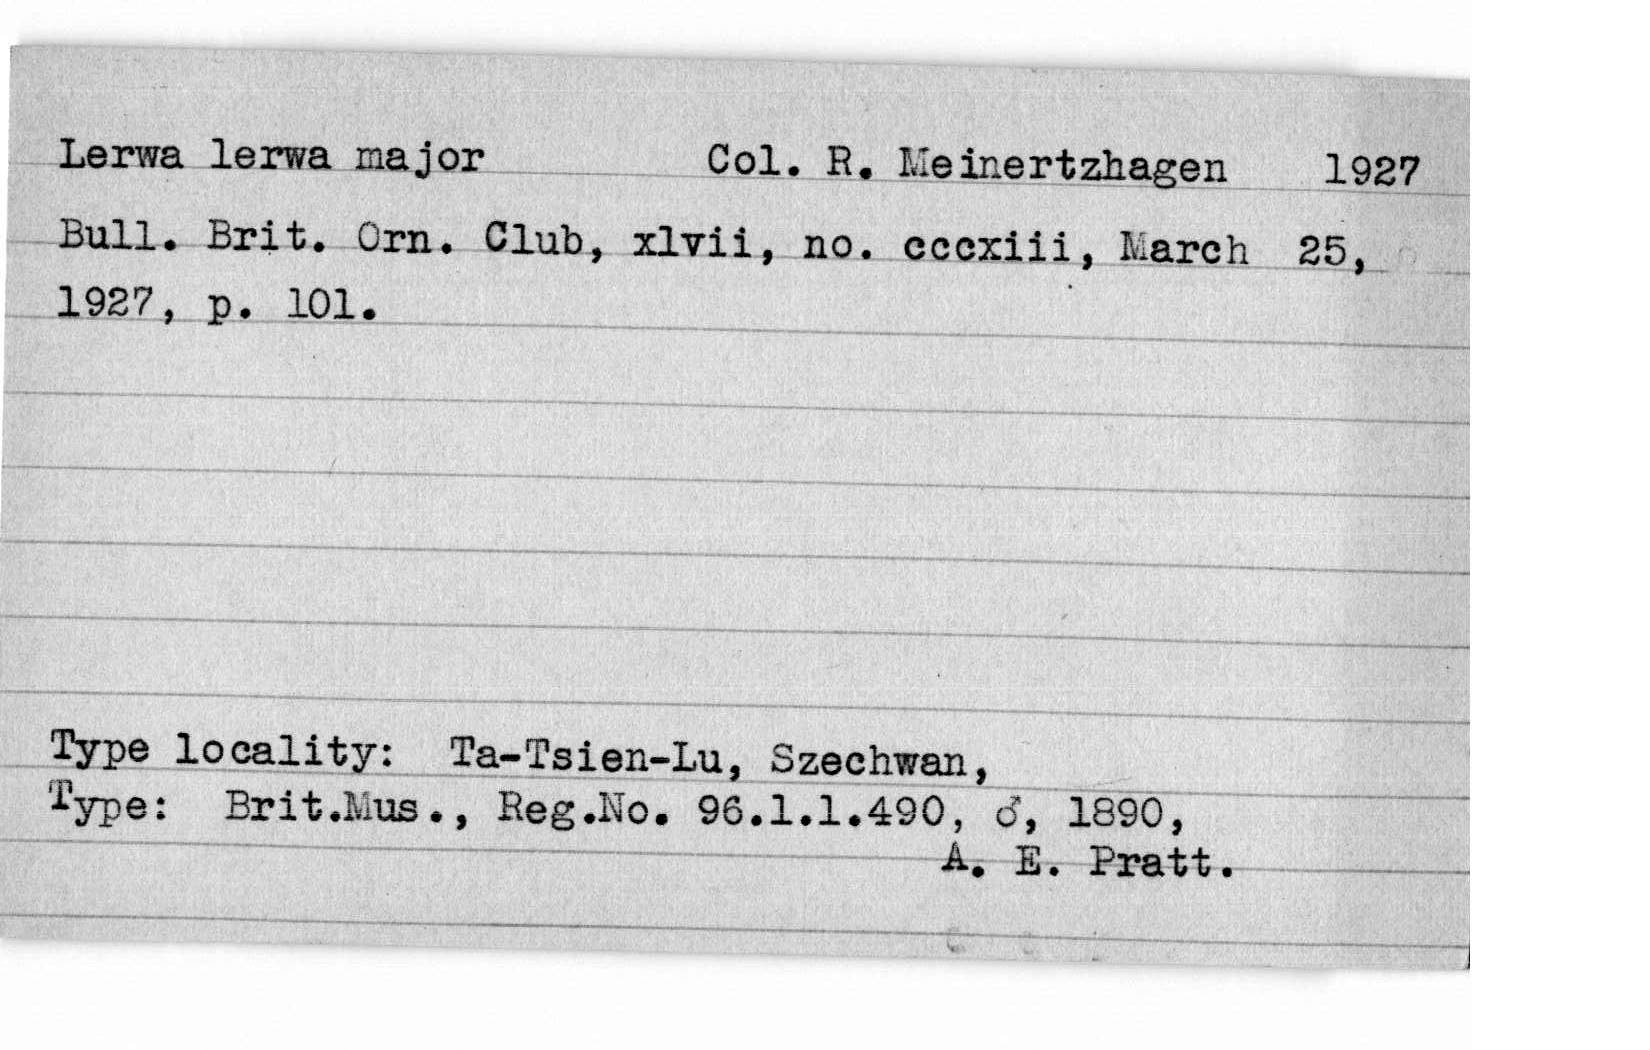 Lerwa lerwa major Col. R. Meinertzhagen 1927
Bull. Brit. Orn. Club, xlvii, no. cccxiii, March 25,
1927, p. 101.
Type locality: Ta-Tsien-Lu, Szechwan,
Type: Brit.Mus., Reg.No. 96.1.1.490, ♂, 1890,
A. E. Pratt.